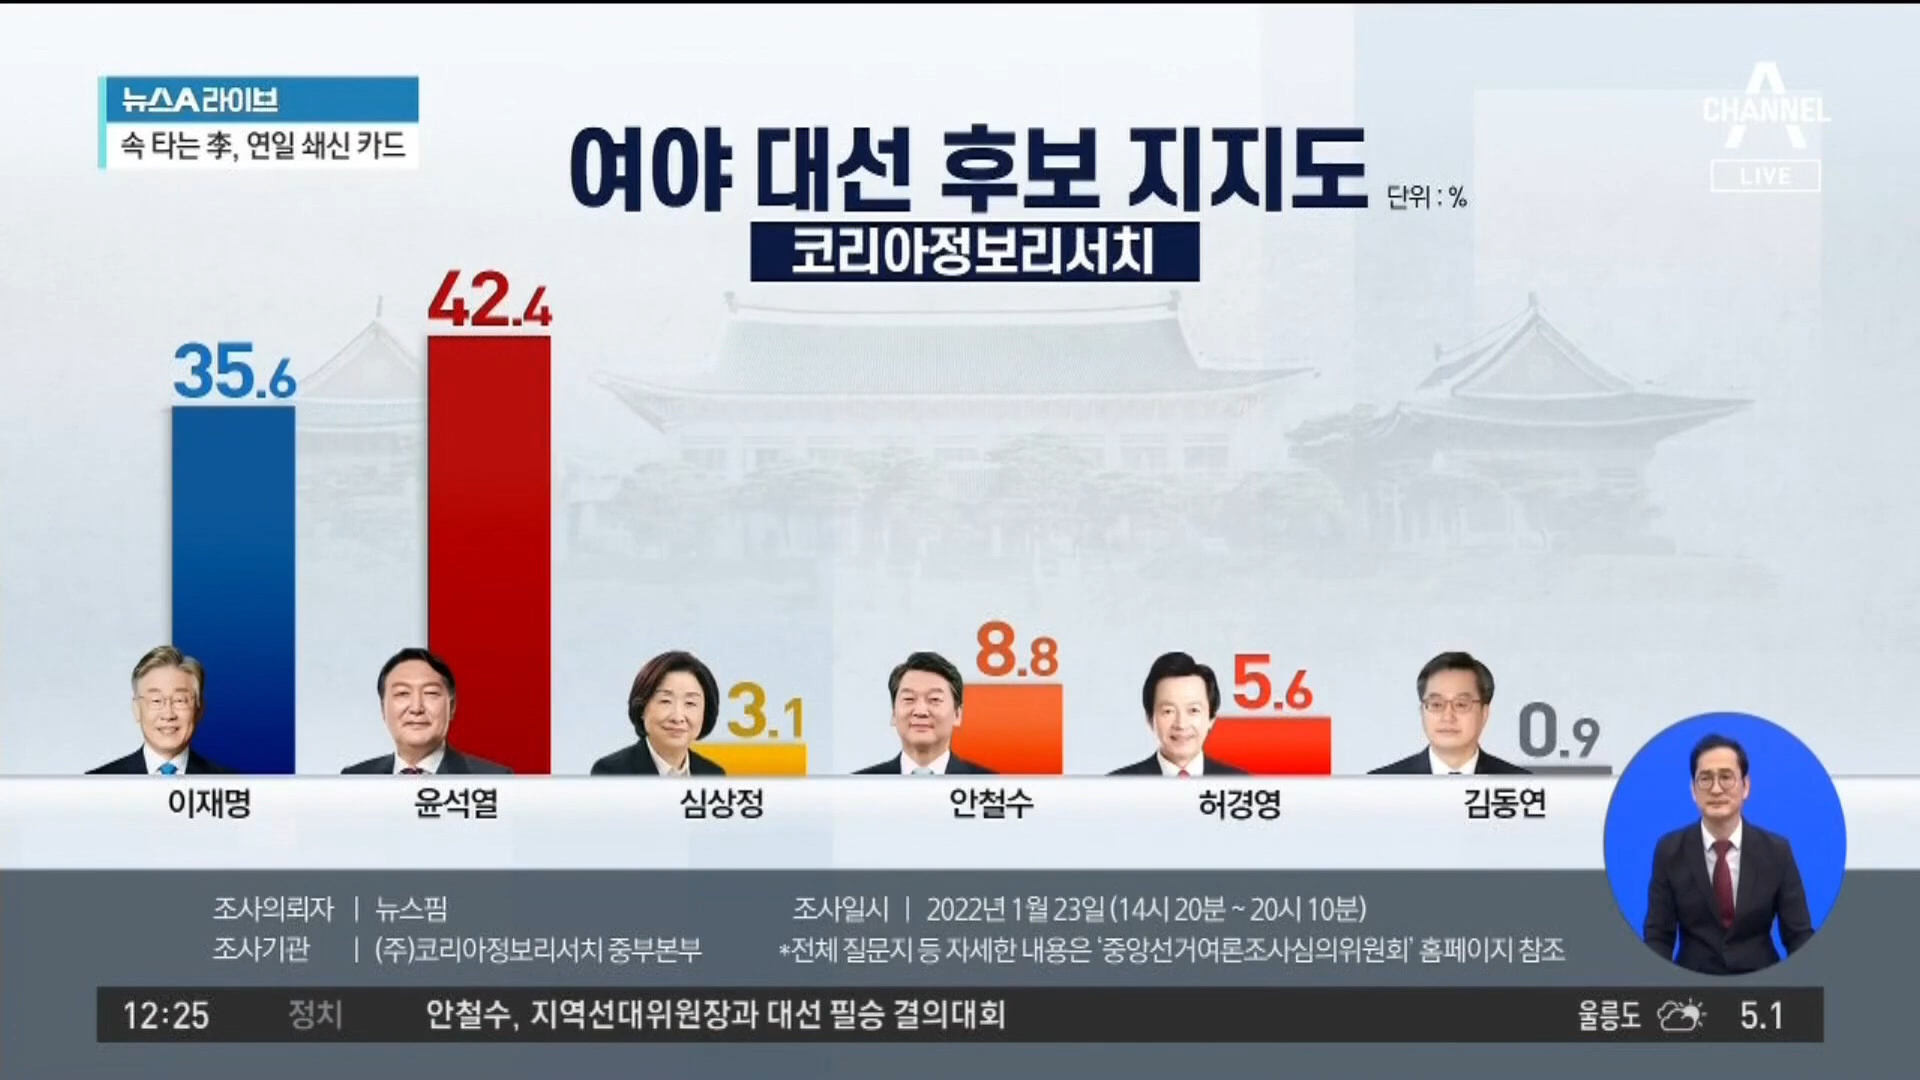 뉴스A라이브
속 타는 李, 연일 쇄신 카드
CHANNEL A
LIVE
여야 대선 후보 지지도 단위 : %
코리아정보리서치
35.6
42.4
3.1
8.8
5.6
0.9
이재명
윤석열
심상정
안철수
허경영
김동연
조사의뢰자 | 뉴스핌
조사일시 | 2022년 1월 23일 (14시 20분 ~ 20시 10분)
조사기관 | (주)코리아정보리서치 중부본부
*전체 질문지 등 자세한 내용은 ‘중앙선거여론조사심의위원회’ 홈페이지 참조
12:25 정치 안철수, 지역선대위원장과 대선 필승 결의대회 울릉도 5.1